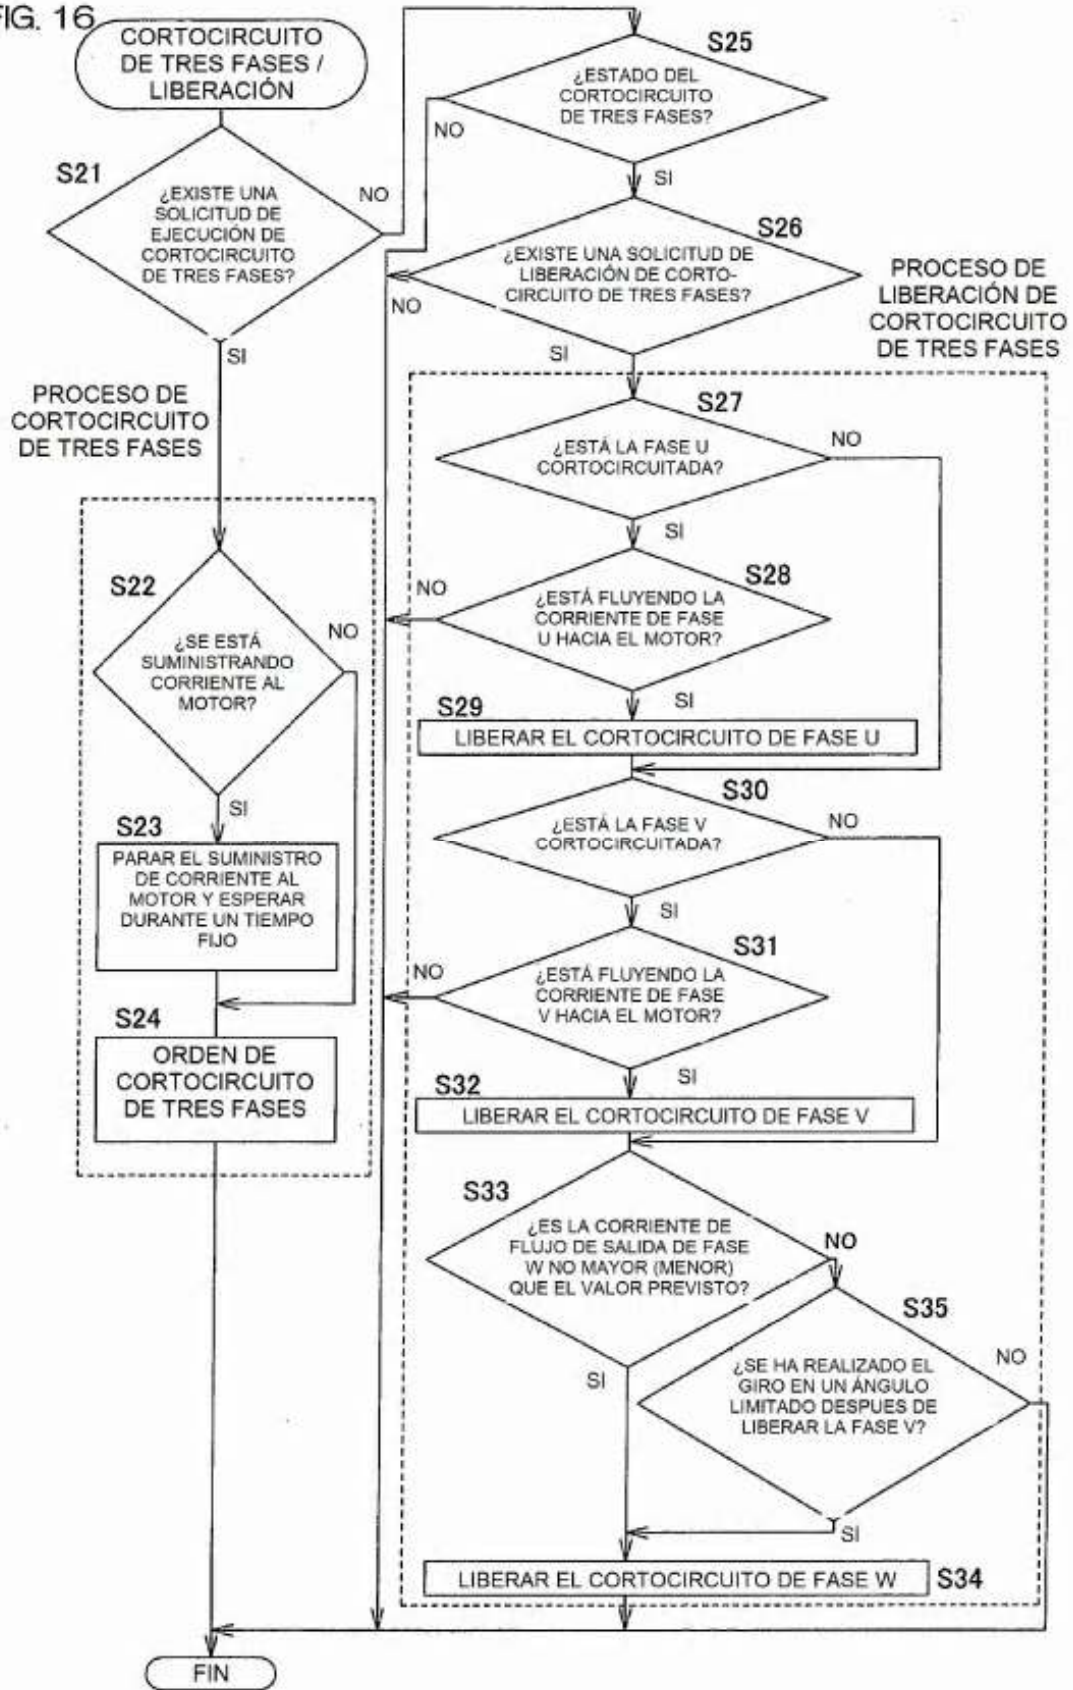 FIG. 16
CORTOCIRCUITO
DE TRES FASES /
LIBERACIÓN
S21
¿EXISTE UNA
SOLICITUD DE
EJECUCIÓN DE
CORTOCIRCUITO
DE TRES FASES?
NO
SI
PROCESO DE
CORTOCIRCUITO
DE TRES FASES
S22
¿SE ESTÁ
SUMINISTRANDO
CORRIENTE AL
MOTOR?
NO
SI
S23
PARAR EL SUMINISTRO
DE CORRIENTE AL
MOTOR Y ESPERAR
DURANTE UN TIEMPO
FIJO
S24
ORDEN DE
CORTOCIRCUITO
DE TRES FASES
S25
¿ESTADO DEL
CORTOCIRCUITO
DE TRES FASES?
NO
SI
S26
¿EXISTE UNA SOLICITUD DE
LIBERACIÓN DE CORTO-
CIRCUITO DE TRES FASES?
NO
SI
PROCESO DE
LIBERACIÓN DE
CORTOCIRCUITO
DE TRES FASES
S27
¿ESTÁ LA FASE U
CORTOCIRCUITADA?
NO
SI
S28
¿ESTÁ FLUYENDO LA
CORRIENTE DE FASE
U HACIA EL MOTOR?
NO
SI
S29
LIBERAR EL CORTOCIRCUITO DE FASE U
S30
¿ESTÁ LA FASE V
CORTOCIRCUITADA?
NO
SI
S31
¿ESTÁ FLUYENDO LA
CORRIENTE DE FASE
V HACIA EL MOTOR?
NO
SI
S32
LIBERAR EL CORTOCIRCUITO DE FASE V
S33
¿ES LA CORRIENTE DE
FLUJO DE SALIDA DE FASE
W NO MAYOR (MENOR)
QUE EL VALOR PREVISTO?
NO
SI
S35
¿SE HA REALIZADO EL
GIRO EN UN ÁNGULO
LIMITADO DESPUES DE
LIBERAR LA FASE V?
NO
SI
LIBERAR EL CORTOCIRCUITO DE FASE W
S34
FIN